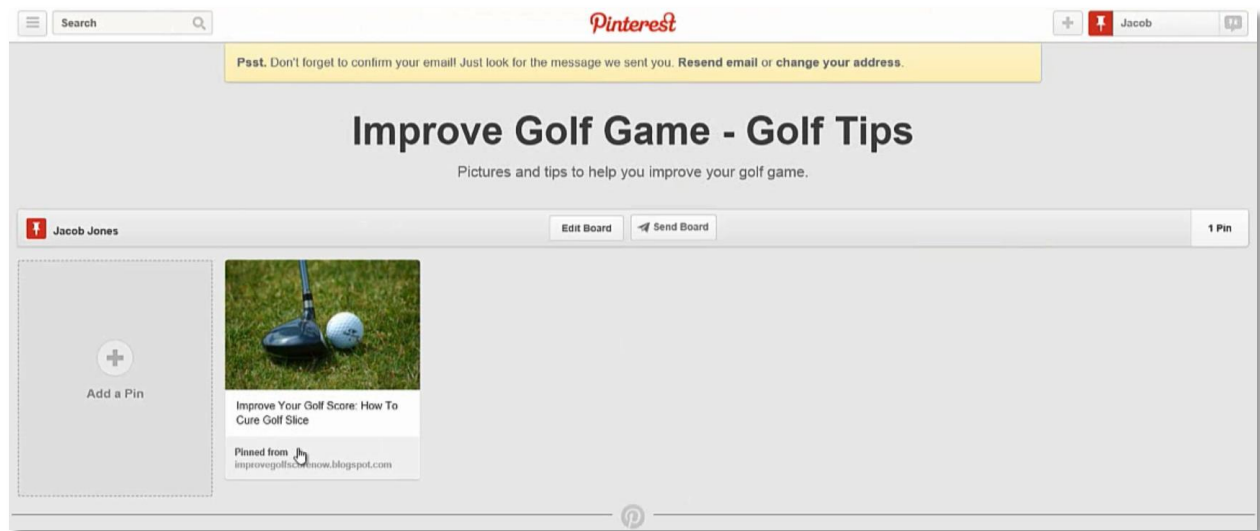 Search
Pinterest
Jacob
Psst. Don't forget to confirm your email! Just look for the message we sent you. Resend email or change your address.
Improve Golf Game - Golf Tips
Pictures and tips to help you improve your golf game.
Jacob Jones
Edit Board
Send Board
1 Pin
Add a Pin
Improve Your Golf Score: How To
Cure Golf Slice
Pinned from
improvegolfscorenow.blogspot.com